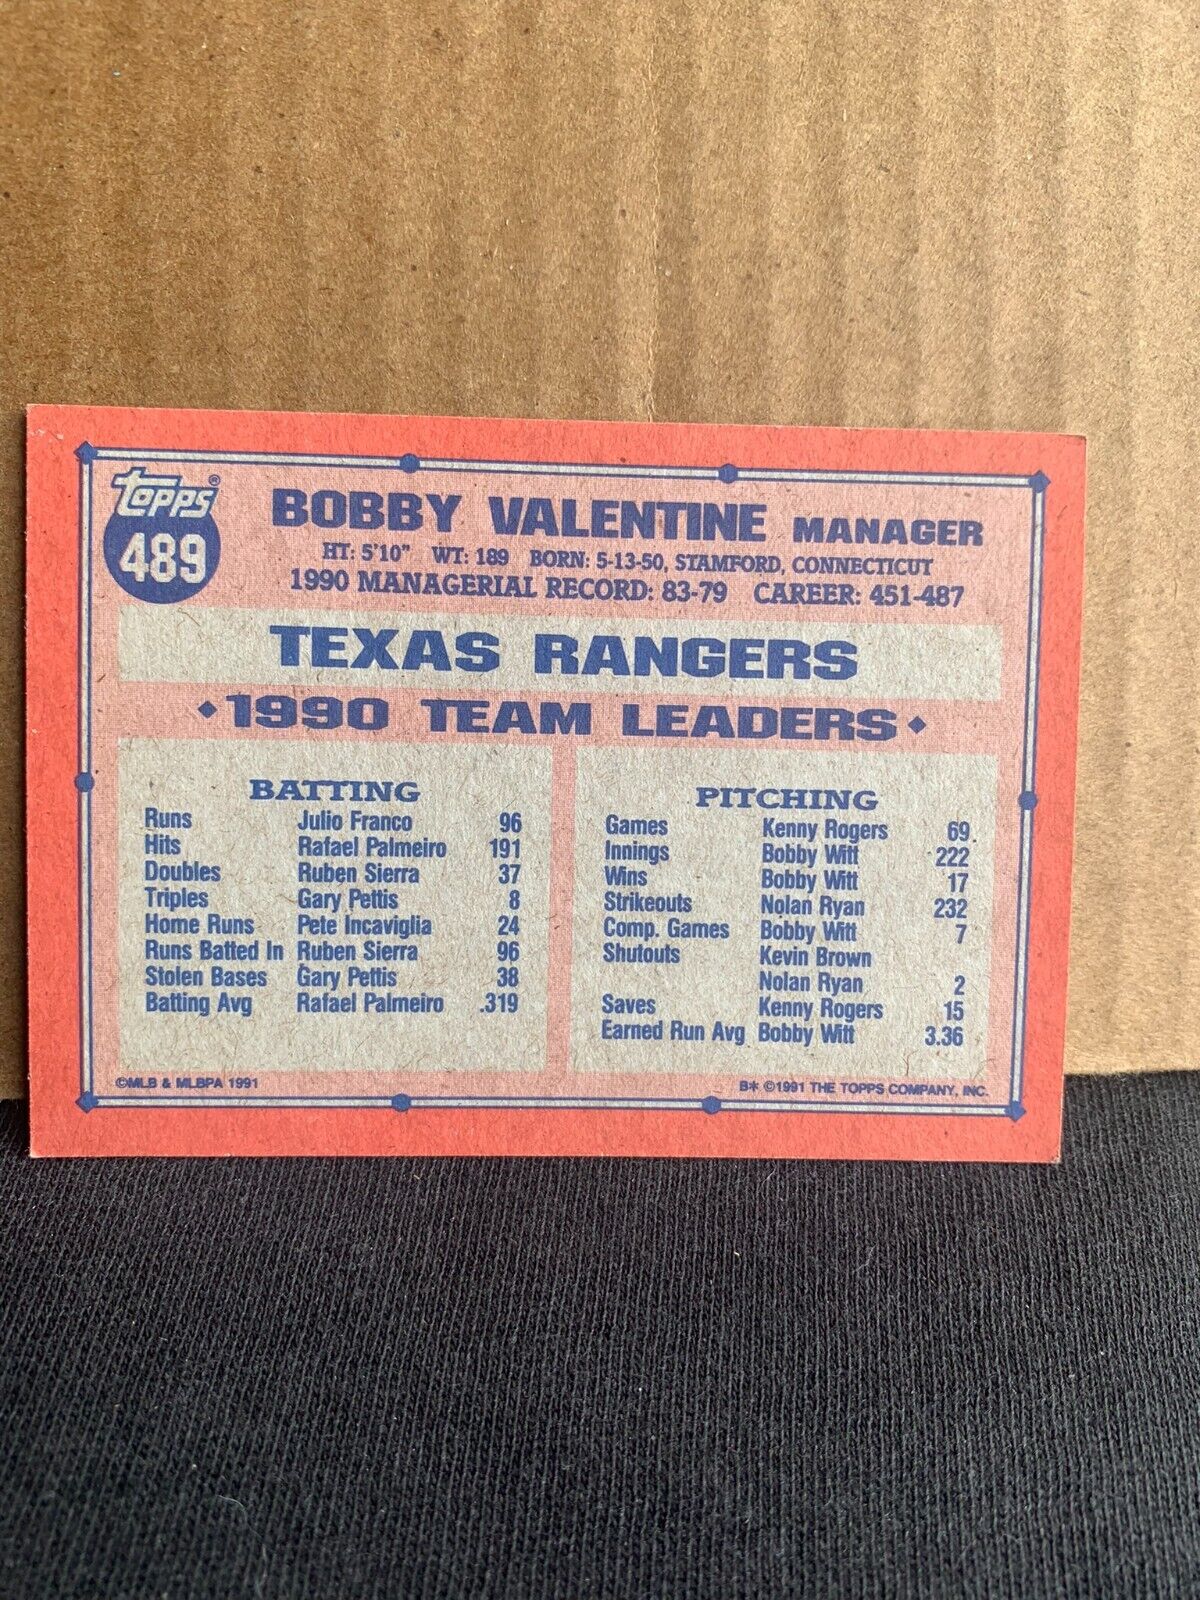 topps®
489
BOBBY VALENTINE MANAGER
HT: 5'10" WT: 189 BORN: 5-13-50, STAMFORD, CONNECTICUT
1990 MANAGERIAL RECORD: 83-79 CAREER: 451-487
TEXAS RANGERS
◆1990 TEAM LEADERS◆
BATTING
Runs Julio Franco 96
Hits Rafael Palmeiro 191
Doubles Ruben Sierra 37
Triples Gary Pettis 8
Home Runs Pete Incaviglia 24
Runs Batted In Ruben Sierra 96
Stolen Bases Gary Pettis 38
Batting Avg Rafael Palmeiro .319
PITCHING
Games Kenny Rogers 69
Innings Bobby Witt 222
Wins Bobby Witt 17
Strikeouts Nolan Ryan 232
Comp. Games Bobby Witt 7
Shutouts Kevin Brown
Nolan Ryan 2
Saves Kenny Rogers 15
Earned Run Avg Bobby Witt 3.36
©MLB & MLBPA 1991
B* ©1991 THE TOPPS COMPANY, INC.